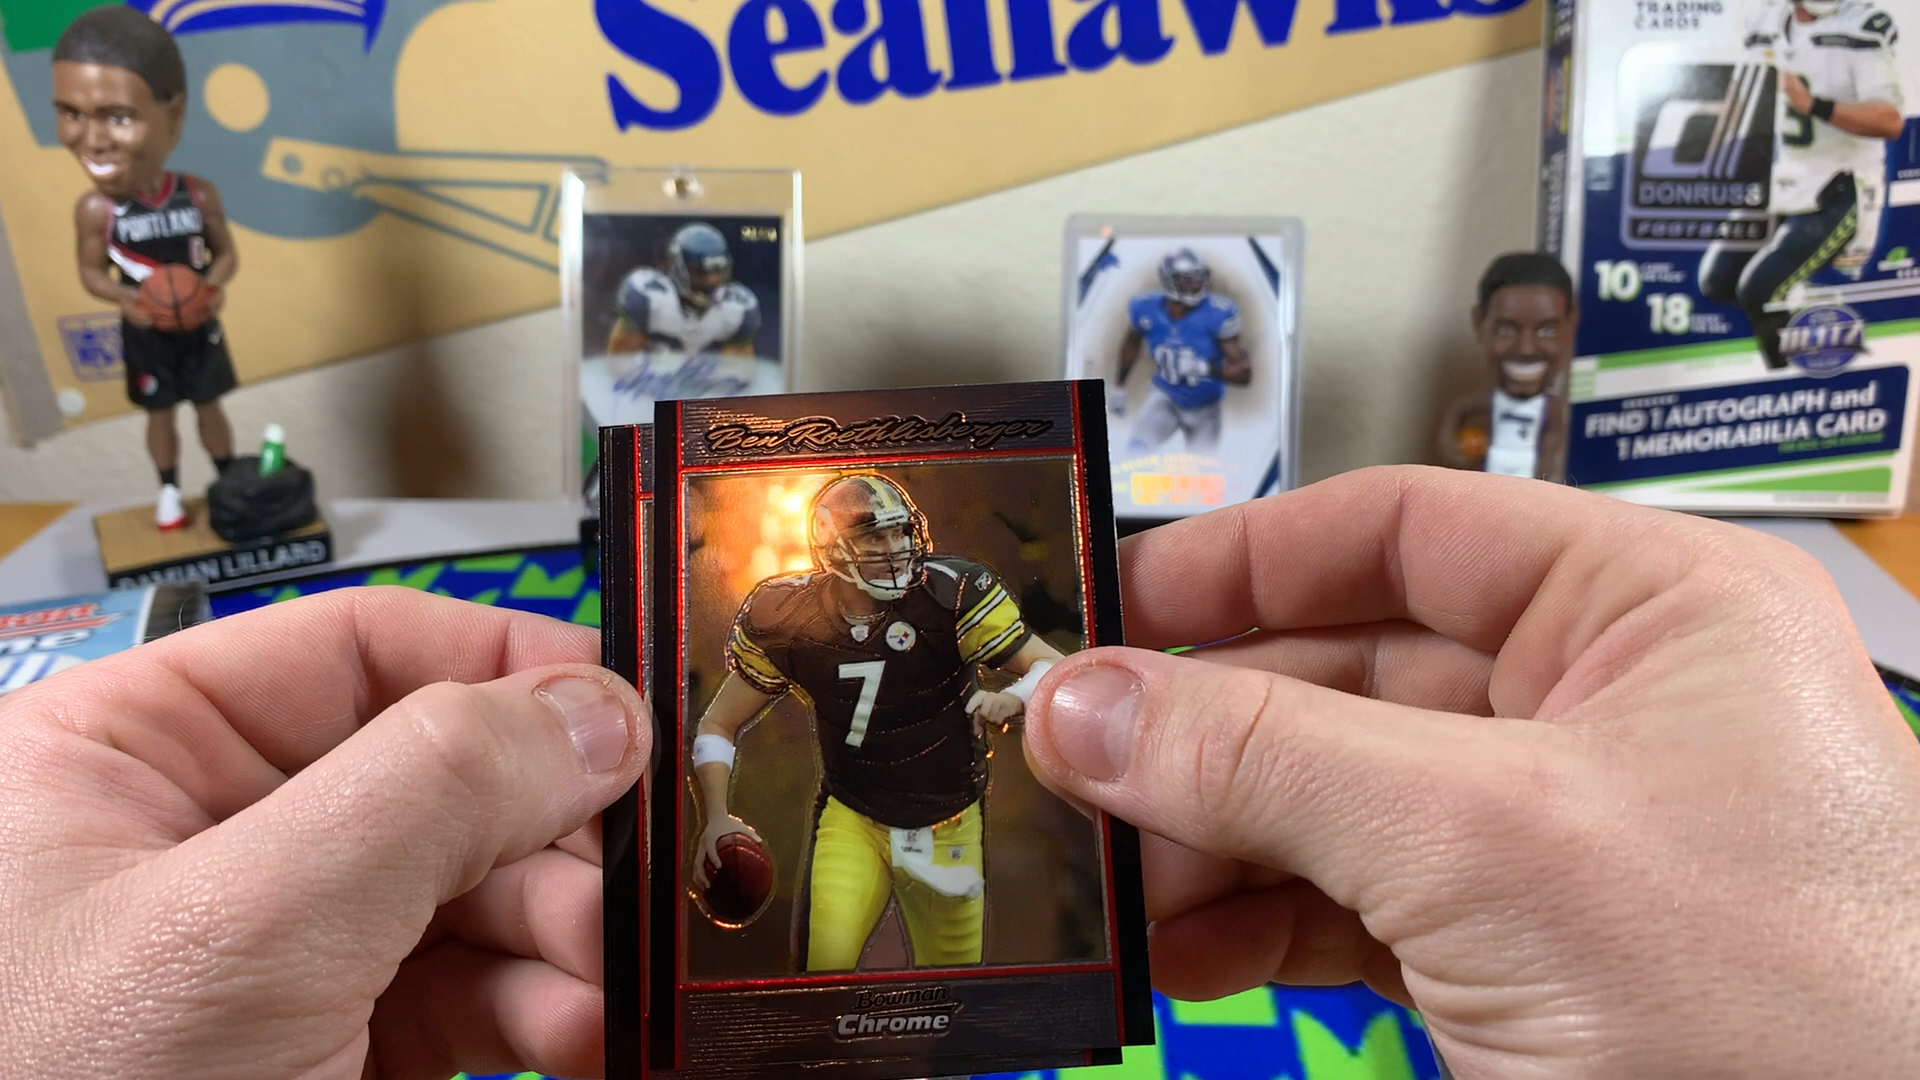 Seahawks
TRADING
CARDS
DONRUSS
FOOTBALL
10
18
BLITZ
FIND 1 AUTOGRAPH and
1 MEMORABILIA CARD
PORTLAND
DAMIAN LILLARD
Ben Roethlisberger
7
Bowman
Chrome